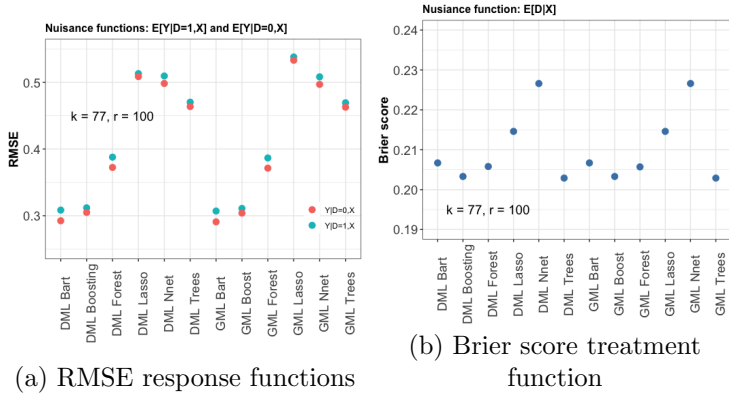 Nuisance functions: E[Y|D=1,X] and E[Y|D=0,X]
RMSE
0.5
0.4
0.3
k = 77, r = 100
Y|D=0,X
Y|D=1,X
DML Bart
DML Boosting
DML Forest
DML Lasso
DML Nnet
DML Trees
GML Bart
GML Boost
GML Forest
GML Lasso
GML Nnet
GML Trees
(a) RMSE response functions
Nusiance function: E[D|X]
Brier score
0.24
0.23
0.22
0.21
0.20
0.19
k = 77, r = 100
DML Bart
DML Boosting
DML Forest
DML Lasso
DML Nnet
DML Trees
GML Bart
GML Boost
GML Forest
GML Lasso
GML Nnet
GML Trees
(b) Brier score treatment
function